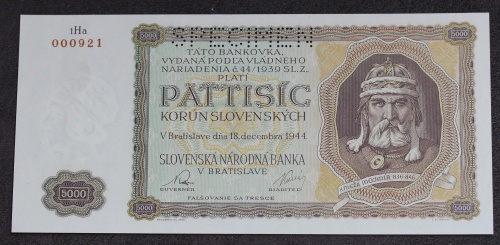 SPECIMEN
1Ha
000921
5000
TÁTO BANKOVKA,
VYDANÁ PODĽA VLÁDNEHO
NARIADENIA č.44/1939 SL.Z.
PLATÍ
PÄŤTISÍC
KORÚN SLOVENSKÝCH
V Bratislave dňa 18. decembra 1944
SLOVENSKÁ NÁRODNÁ BANKA
V BRATISLAVE
GUVERNÉR
RIADITEĽ
FALŠOVANIE SA TRESCE
5000
5000
5000